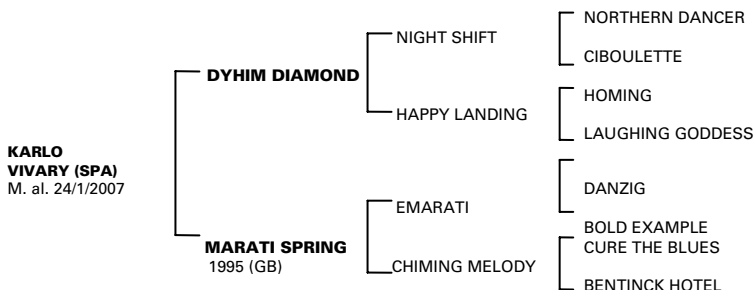 KARLO
VIVARY (SPA)
M. al. 24/1/2007
DYHIM DIAMOND
MARATI SPRING
1995 (GB)
NIGHT SHIFT
HAPPY LANDING
EMARATI
CHIMING MELODY
NORTHERN DANCER
CIBOULETTE
HOMING
LAUGHING GODDESS
DANZIG
BOLD EXAMPLE
CURE THE BLUES
BENTINCK HOTEL